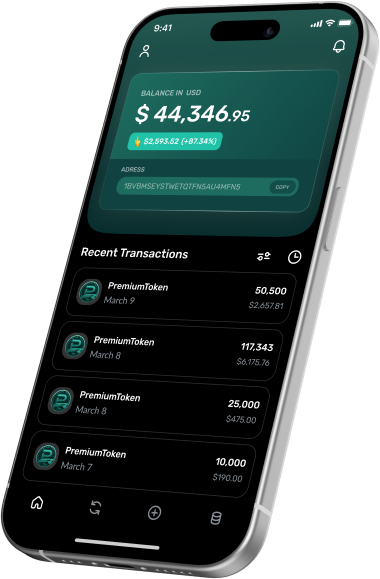 9:41
BALANCE IN USD
$ 44,346.95
👆 $2,593.52 (+87.34%)
ADRESS
1BVBMSEYSTWETQTFN5AU4MFN5 COPY
Recent Transactions
PremiumToken 50,500
March 9 $2,657.81
PremiumToken 117,343
March 8 $6,175.76
PremiumToken 25,000
March 8 $475.00
PremiumToken 10,000
March 7 $190.00